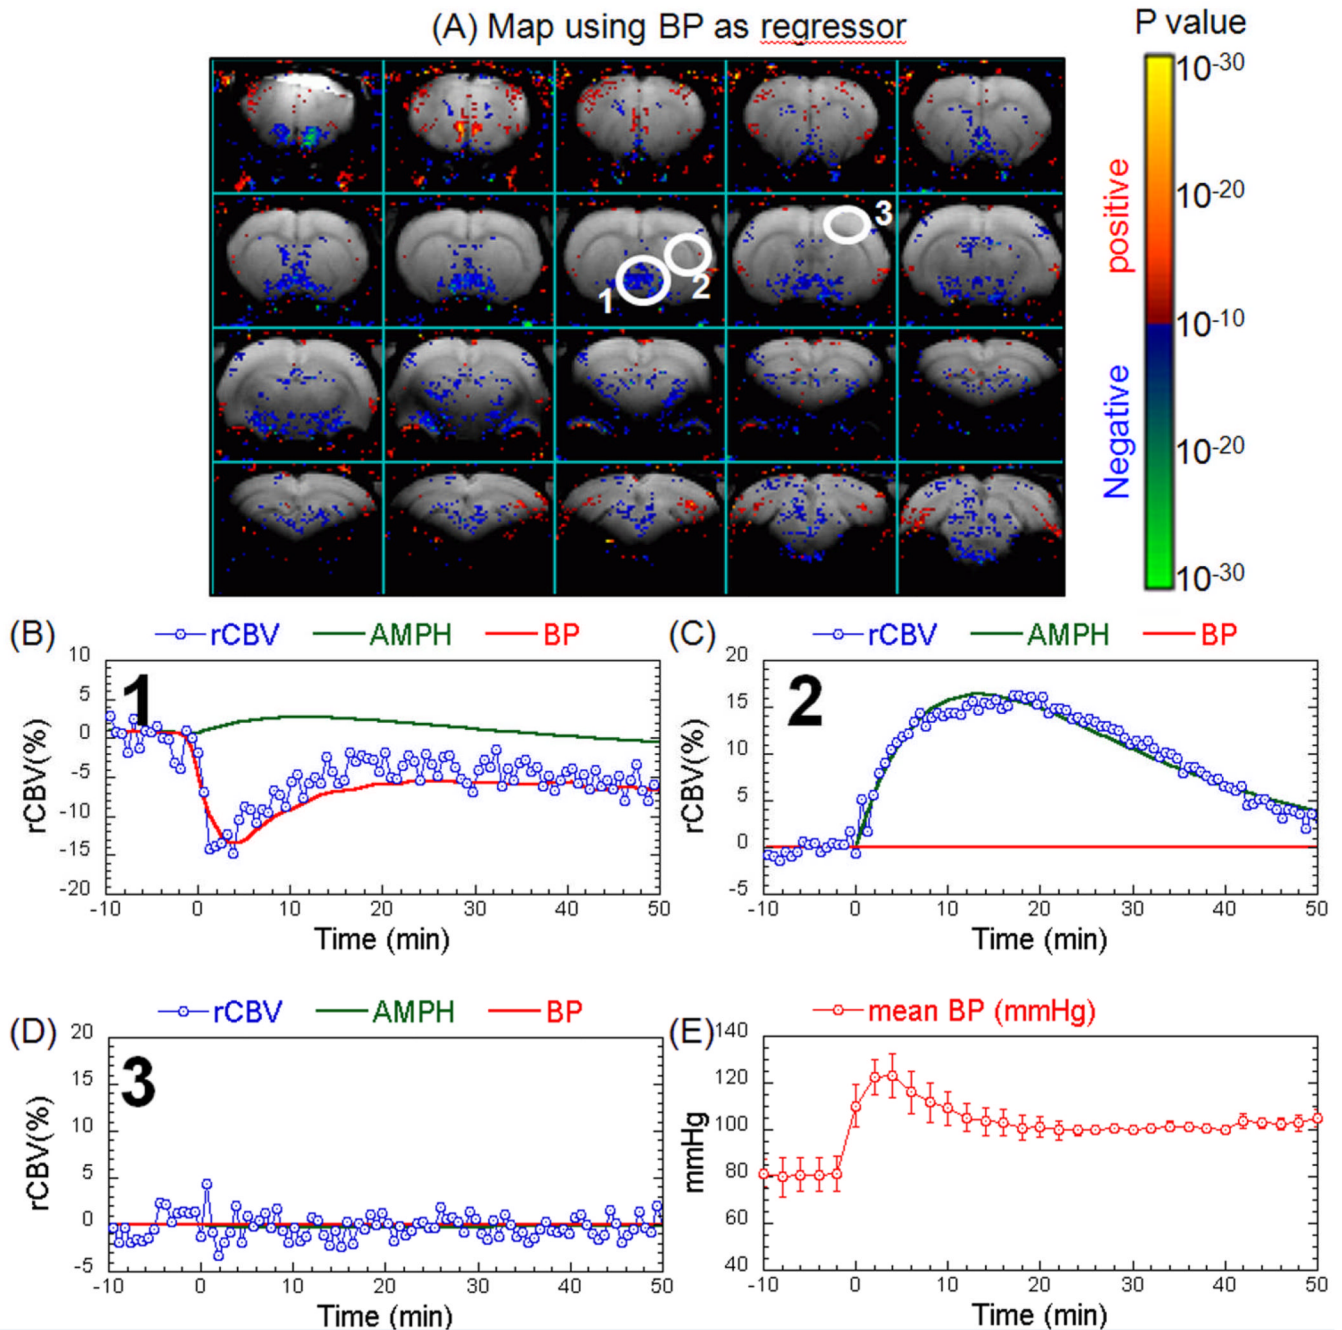 (A) Map using BP as regressor
P value
10-30
10-20
10-10
10-20
10-30
positive
Negative
1
2
3
(B)
rCBV
AMPH
BP
1
rCBV(%)
10
5
0
-5
-10
-15
-20
-10
0
10
20
30
40
50
Time (min)
(C)
rCBV
AMPH
BP
2
rCBV(%)
20
15
10
5
0
-5
-10
0
10
20
30
40
50
Time (min)
(D)
rCBV
AMPH
BP
3
rCBV(%)
20
15
10
5
0
-5
-10
0
10
20
30
40
50
Time (min)
(E)
mean BP (mmHg)
mmHg
140
120
100
80
60
40
-10
0
10
20
30
40
50
Time (min)